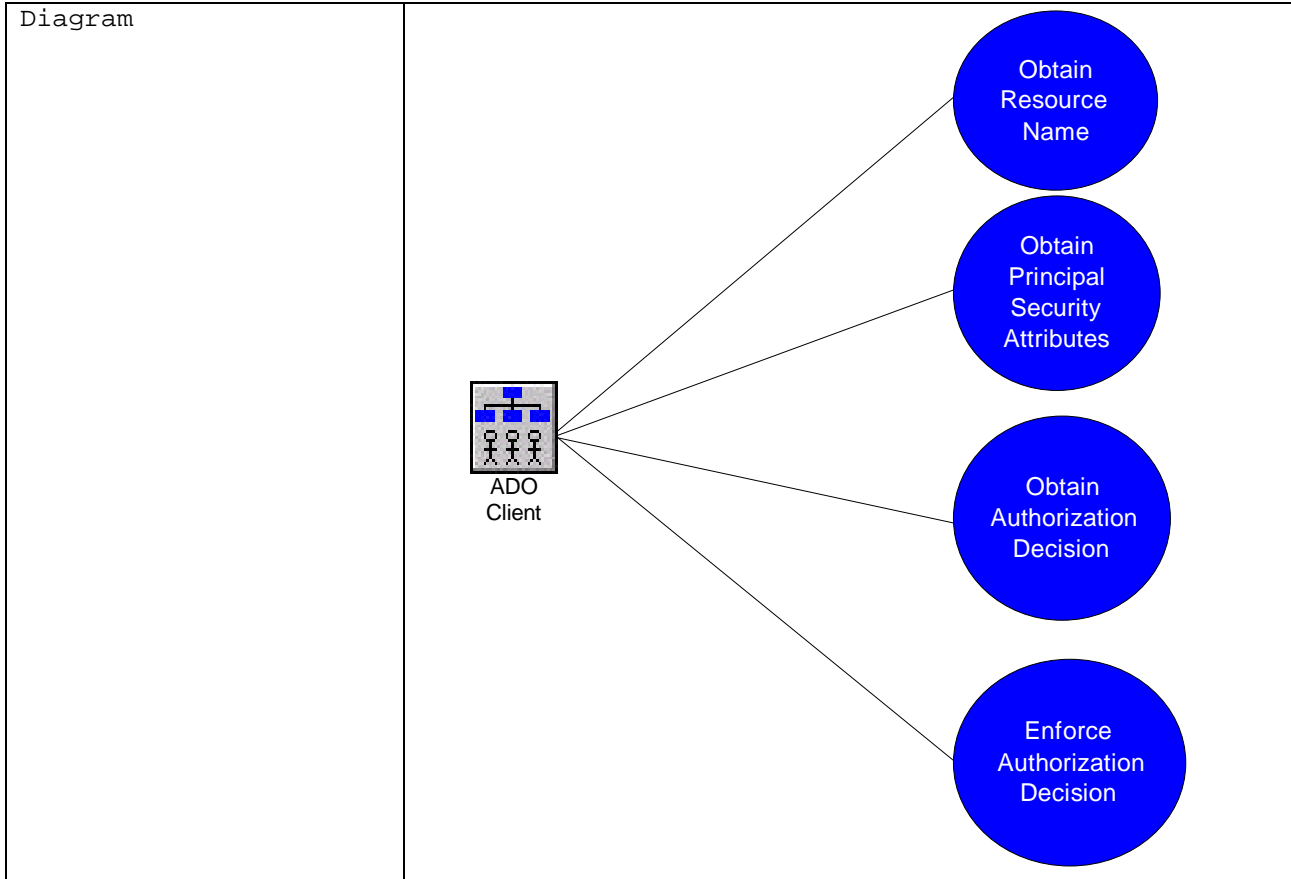 Diagram
Obtain
Resource
Name
Obtain
Principal
Security
Attributes
ADO
Client
Obtain
Authorization
Decision
Enforce
Authorization
Decision